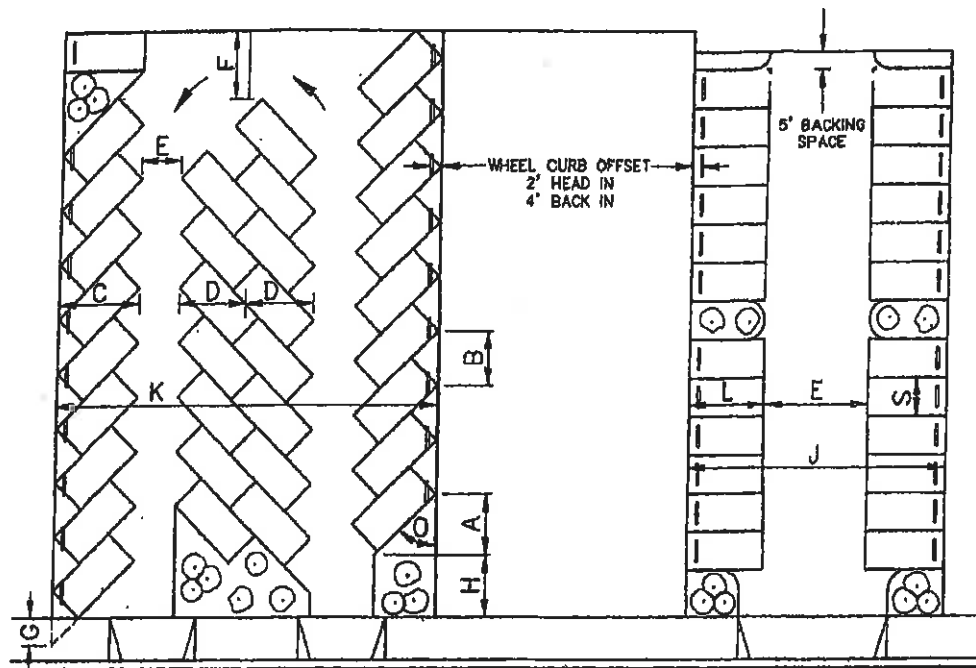 F
E
5' BACKING
SPACE
WHEEL CURB OFFSET
2' HEAD IN
4' BACK IN
C
D
D
B
K
L
E
S
J
A
O
H
G